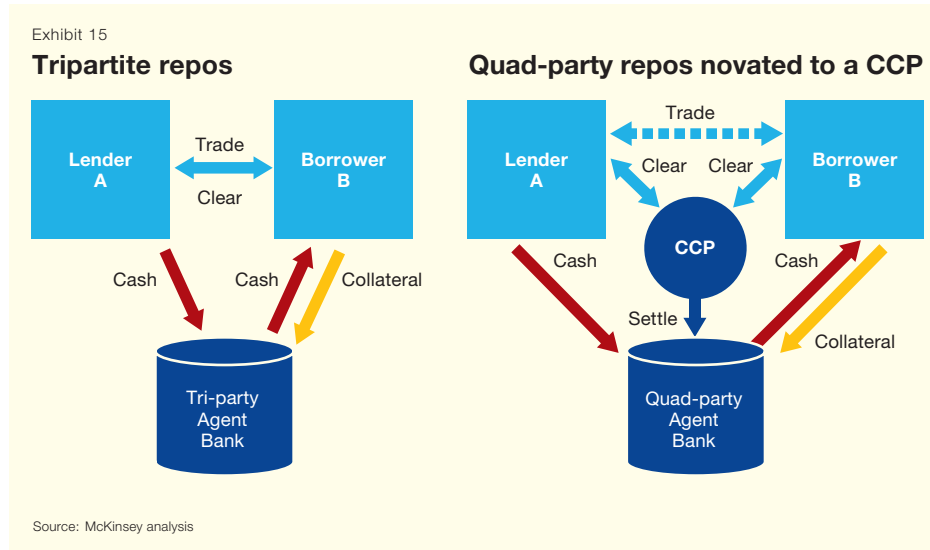 Exhibit 15
Tripartite repos
Lender
A
Trade
Clear
Borrower
B
Cash
Cash
Collateral
Tri-party
Agent
Bank
Quad-party repos novated to a CCP
Lender
A
Trade
Clear
Clear
Borrower
B
CCP
Cash
Cash
Settle
Collateral
Quad-party
Agent
Bank
Source: McKinsey analysis